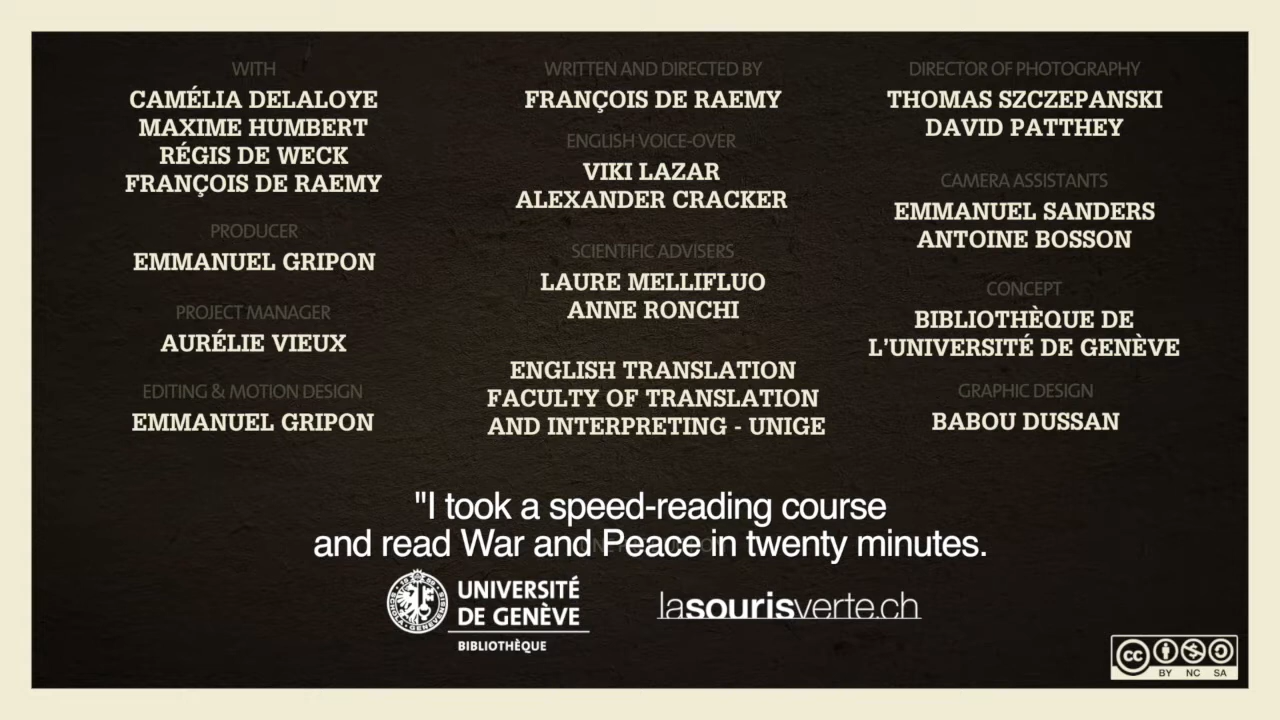 WITH
CAMÉLIA DELALOYE
MAXIME HUMBERT
RÉGIS DE WECK
FRANÇOIS DE RAEMY
PRODUCER
EMMANUEL GRIPON
PROJECT MANAGER
AURÉLIE VIEUX
EDITING & MOTION DESIGN
EMMANUEL GRIPON
WRITTEN AND DIRECTED BY
FRANÇOIS DE RAEMY
ENGLISH VOICE-OVER
VIKI LAZAR
ALEXANDER CRACKER
SCIENTIFIC ADVISERS
LAURE MELLIFLUO
ANNE RONCHI
ENGLISH TRANSLATION
FACULTY OF TRANSLATION
AND INTERPRETING - UNIGE
DIRECTOR OF PHOTOGRAPHY
THOMAS SZCZEPANSKI
DAVID PATTHEY
CAMERA ASSISTANTS
EMMANUEL SANDERS
ANTOINE BOSSON
CONCEPT
BIBLIOTHÈQUE DE
L'UNIVERSITÉ DE GENÈVE
GRAPHIC DESIGN
BABOU DUSSAN
"I took a speed-reading course
and read War and Peace in twenty minutes.
UNIVERSITÉ
DE GENÈVE
BIBLIOTHÈQUE
lasourisverte.ch
cc
BY NC SA